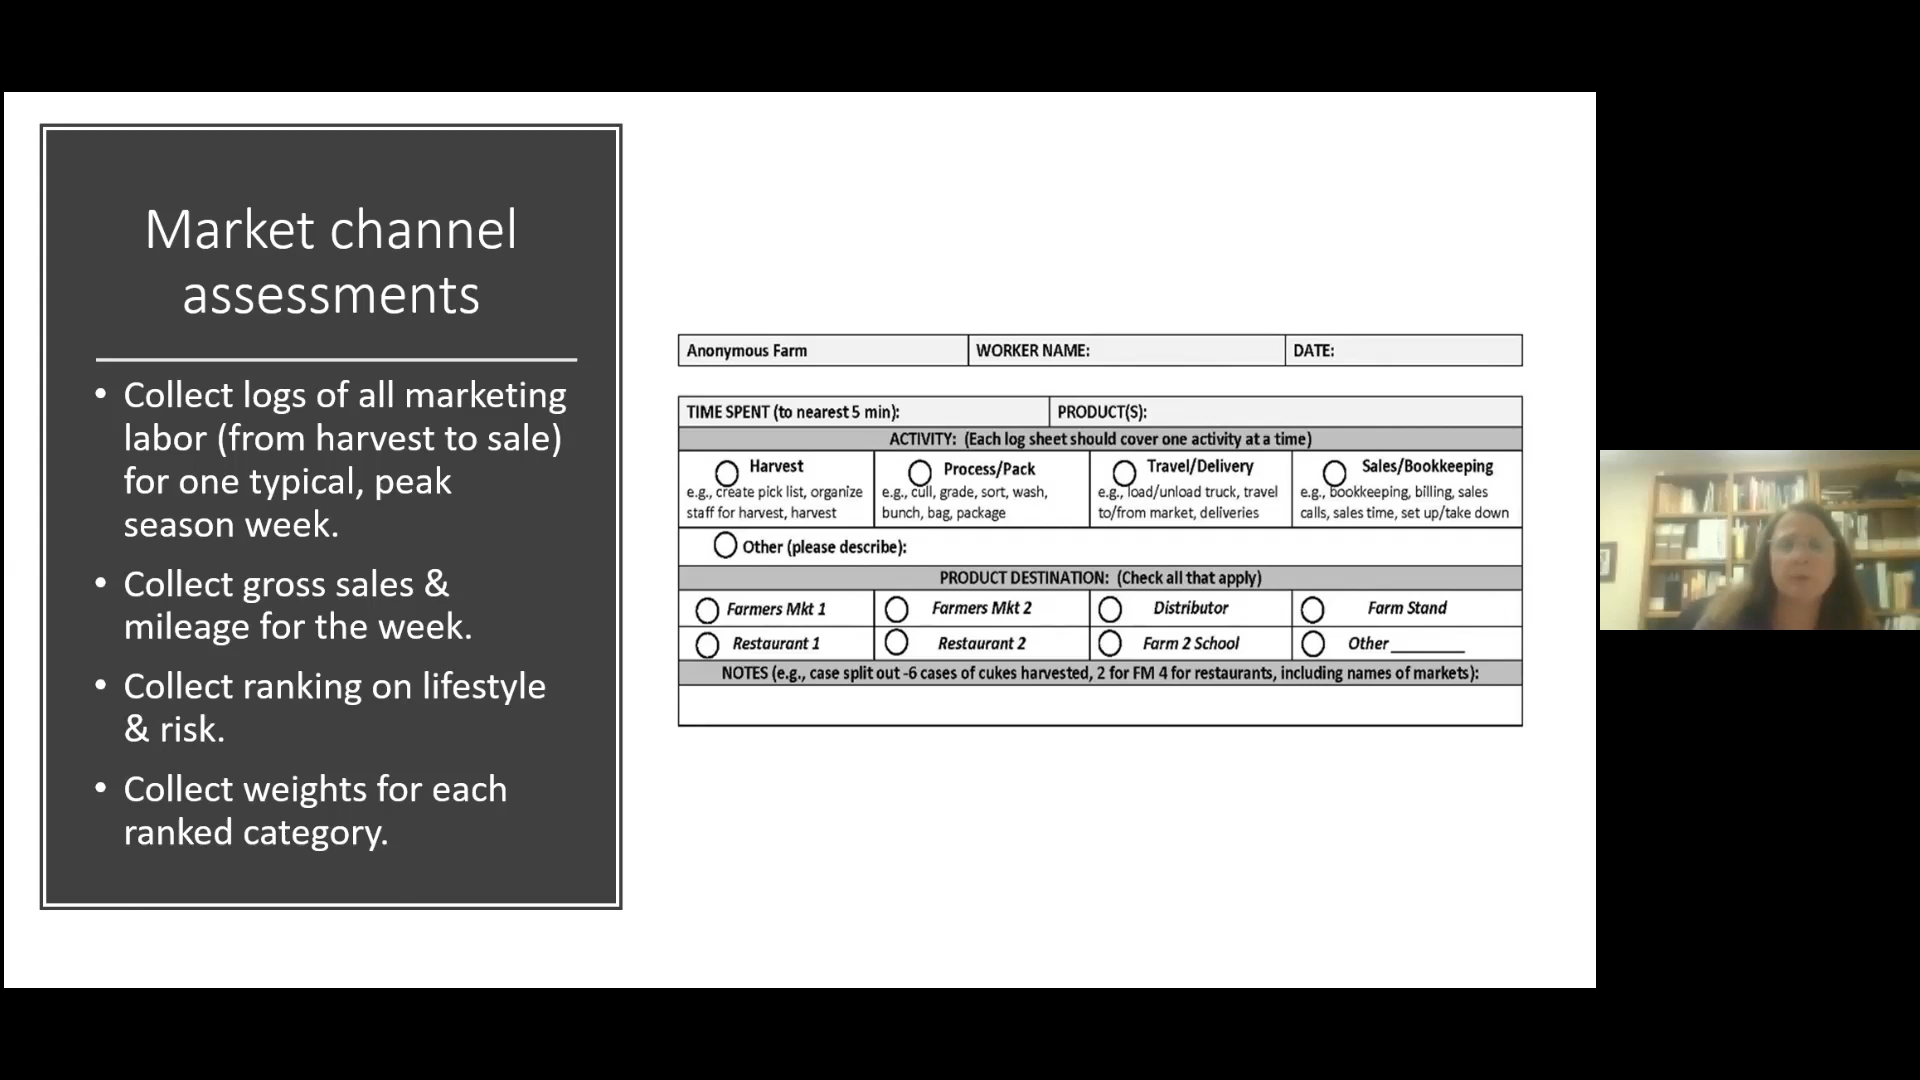 Market channel
assessments
• Collect logs of all marketing
labor (from harvest to sale)
for one typical, peak
season week.
• Collect gross sales &
mileage for the week.
• Collect ranking on lifestyle
& risk.
• Collect weights for each
ranked category.
Anonymous Farm WORKER NAME: DATE:
TIME SPENT (to nearest 5 min): PRODUCT(S):
ACTIVITY: (Each log sheet should cover one activity at a time)
Harvest
e.g., create pick list, organize
staff for harvest, harvest
Process/Pack
e.g., cull, grade, sort, wash,
bunch, bag, package
Travel/Delivery
e.g., load/unload truck, travel
to/from market, deliveries
Sales/Bookkeeping
e.g., bookkeeping, billing, sales
calls, sales time, set up/take down
Other (please describe):
PRODUCT DESTINATION: (Check all that apply)
Farmers Mkt 1 Farmers Mkt 2 Distributor Farm Stand
Restaurant 1 Restaurant 2 Farm 2 School Other ________
NOTES (e.g., case split out -6 cases of cukes harvested, 2 for FM 4 for restaurants, including names of markets):